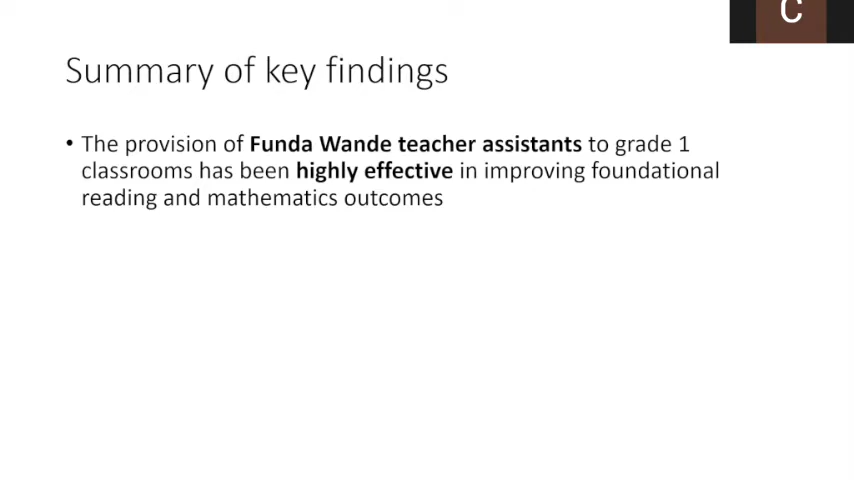 C
Summary of key findings
• The provision of Funda Wande teacher assistants to grade 1
classrooms has been highly effective in improving foundational
reading and mathematics outcomes